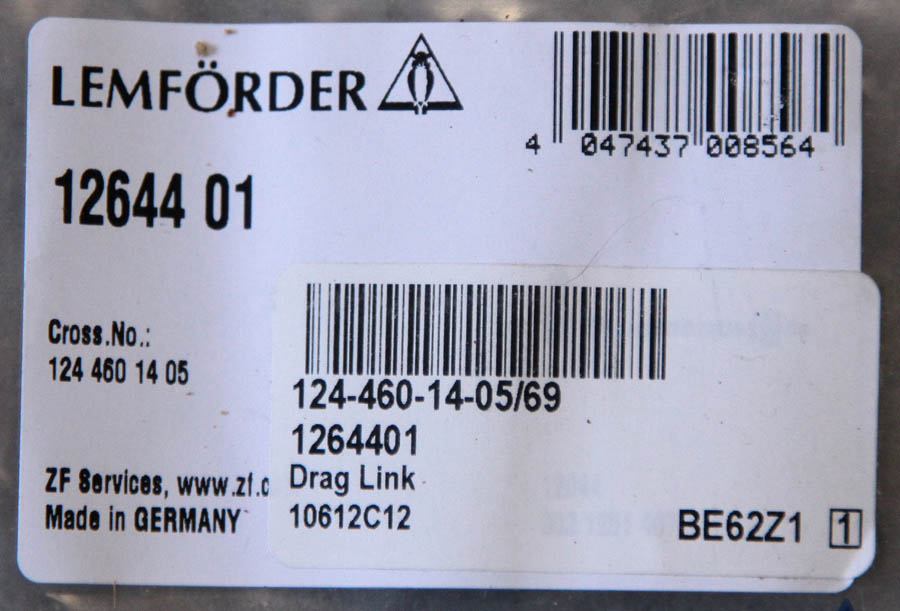 LEMFÖRDER
4 047437 008564
12644 01
Cross.No.:
124 460 14 05
ZF Services, www.zf.c
Made in GERMANY
124-460-14-05/69
1264401
Drag Link
10612C12
BE62Z1 1